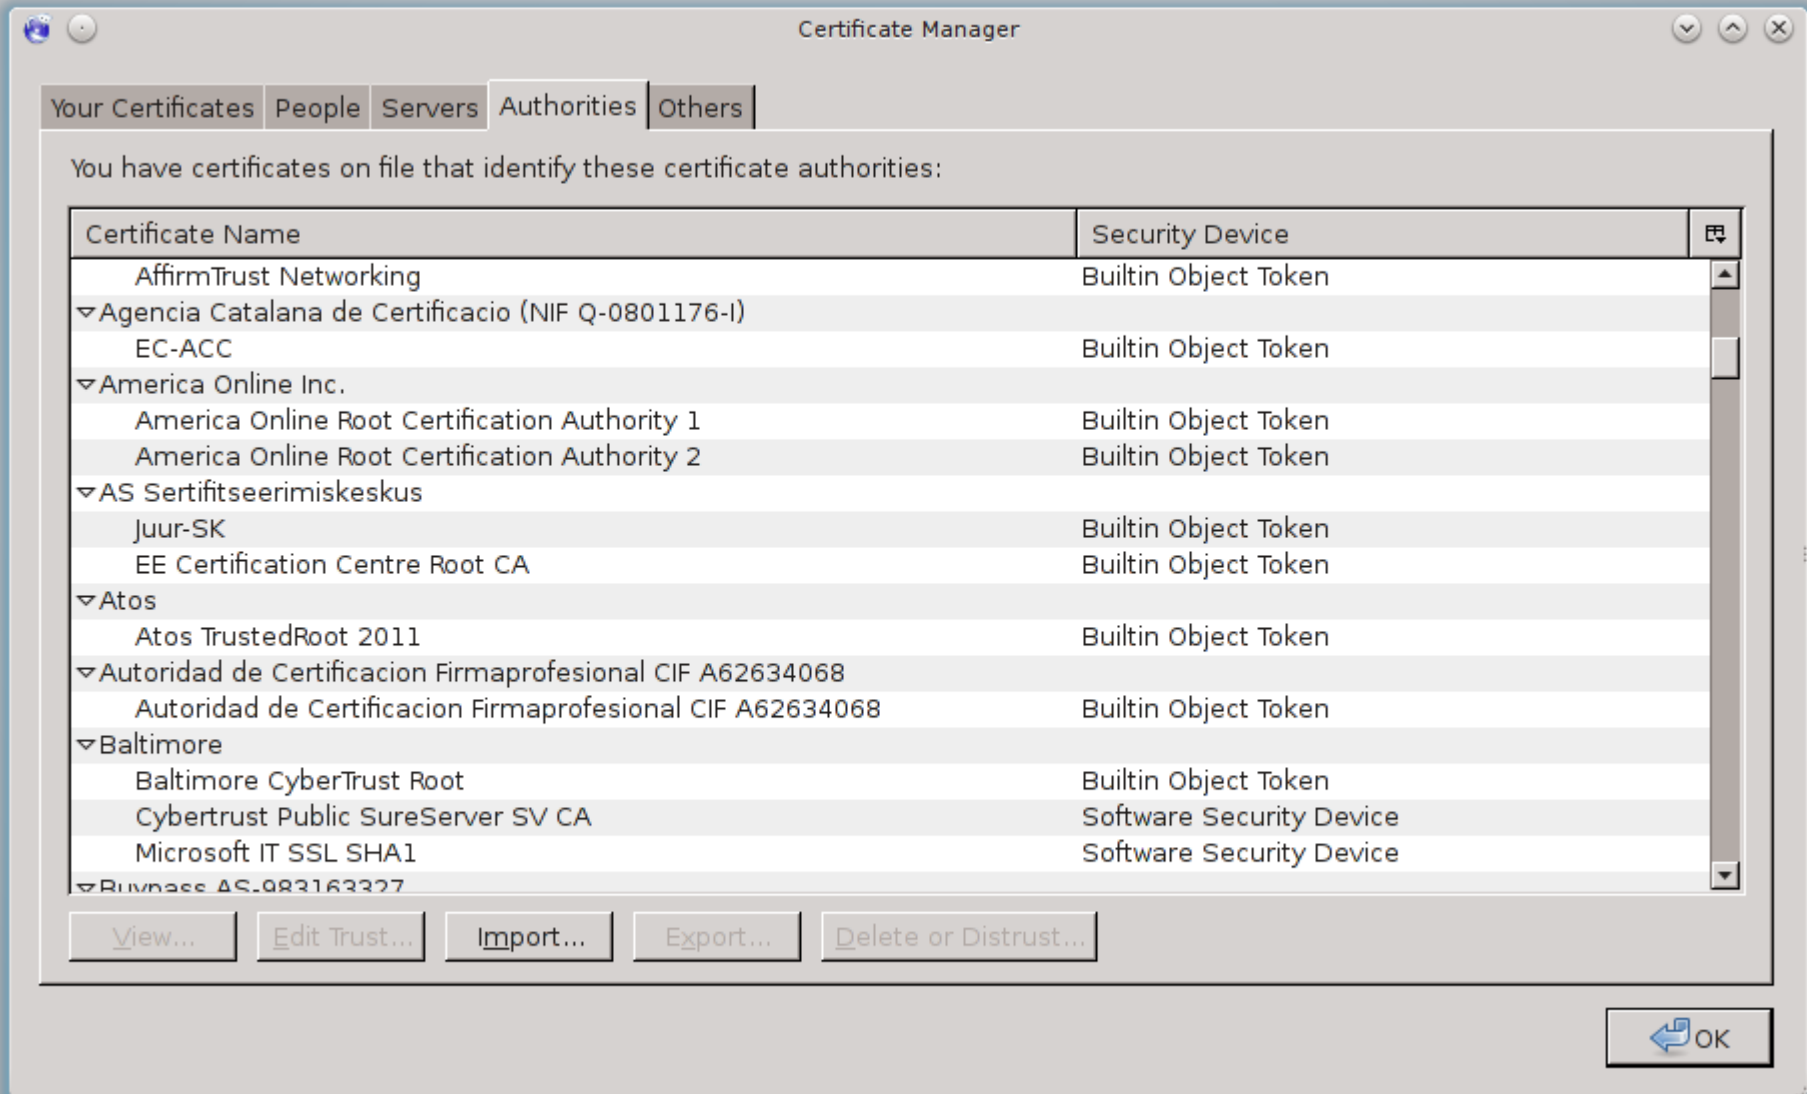 Certificate Manager
Your Certificates People Servers Authorities Others
You have certificates on file that identify these certificate authorities:
Certificate Name Security Device
AffirmTrust Networking Builtin Object Token
Agencia Catalana de Certificacio (NIF Q-0801176-I)
EC-ACC Builtin Object Token
America Online Inc.
America Online Root Certification Authority 1 Builtin Object Token
America Online Root Certification Authority 2 Builtin Object Token
AS Sertifitseerimiskeskus
Juur-SK Builtin Object Token
EE Certification Centre Root CA Builtin Object Token
Atos
Atos TrustedRoot 2011 Builtin Object Token
Autoridad de Certificacion Firmaprofesional CIF A62634068
Autoridad de Certificacion Firmaprofesional CIF A62634068 Builtin Object Token
Baltimore
Baltimore CyberTrust Root Builtin Object Token
Cybertrust Public SureServer SV CA Software Security Device
Microsoft IT SSL SHA1 Software Security Device
Buypass AS-983163327
View... Edit Trust... Import... Export... Delete or Distrust...
OK